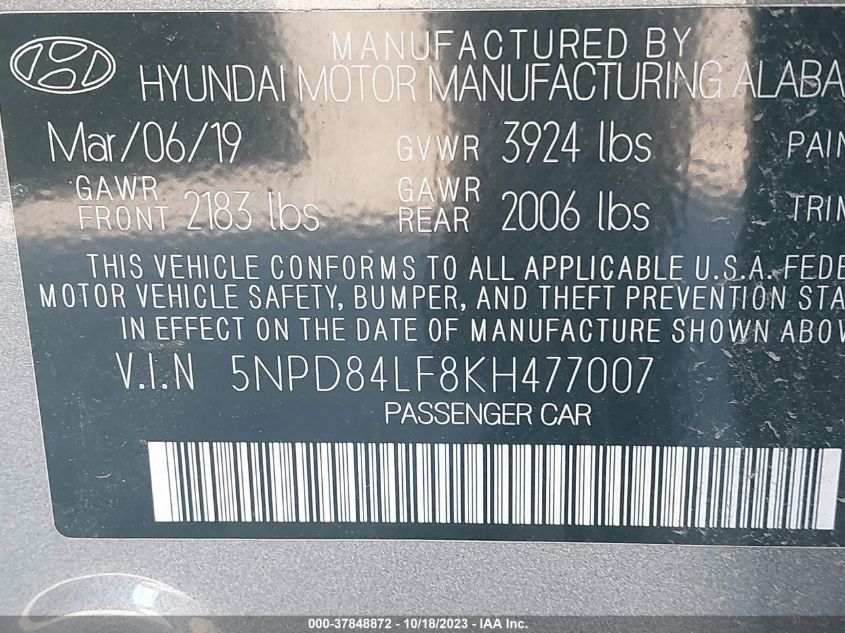 MANUFACTURED BY
HYUNDAI MOTOR MANUFACTURING ALABA
Mar/06/19 GVWR 3924 lbs PAIN
GAWR FRONT 2183 lbs GAWR REAR 2006 lbs TRIM
THIS VEHICLE CONFORMS TO ALL APPLICABLE U.S.A. FEDE
MOTOR VEHICLE SAFETY, BUMPER, AND THEFT PREVENTION STA
IN EFFECT ON THE DATE OF MANUFACTURE SHOWN ABOV
V.I.N 5NPD84LF8KH477007
PASSENGER CAR
000-37848872 - 10/18/2023 - IAA Inc.